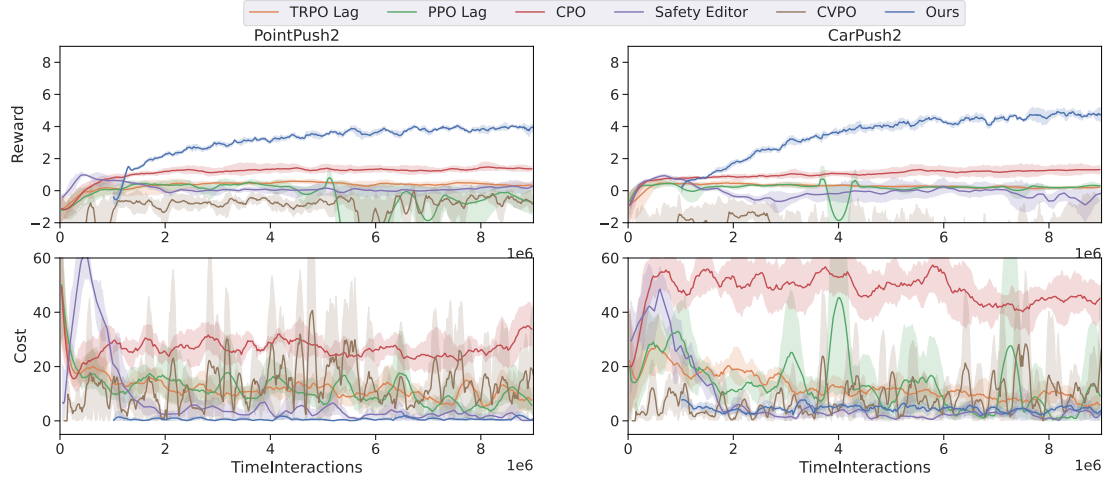 TRPO Lag PPO Lag CPO Safety Editor CVPO Ours
PointPush2 CarPush2
8 8
6 6
4 4
2 2
0 0
−2 −2
Reward
0 2 4 6 8 0 2 4 6 8
1e6 1e6
60 60
40 40
20 20
0 0
Cost
0 2 4 6 8 0 2 4 6 8
TimeInteractions 1e6 TimeInteractions 1e6